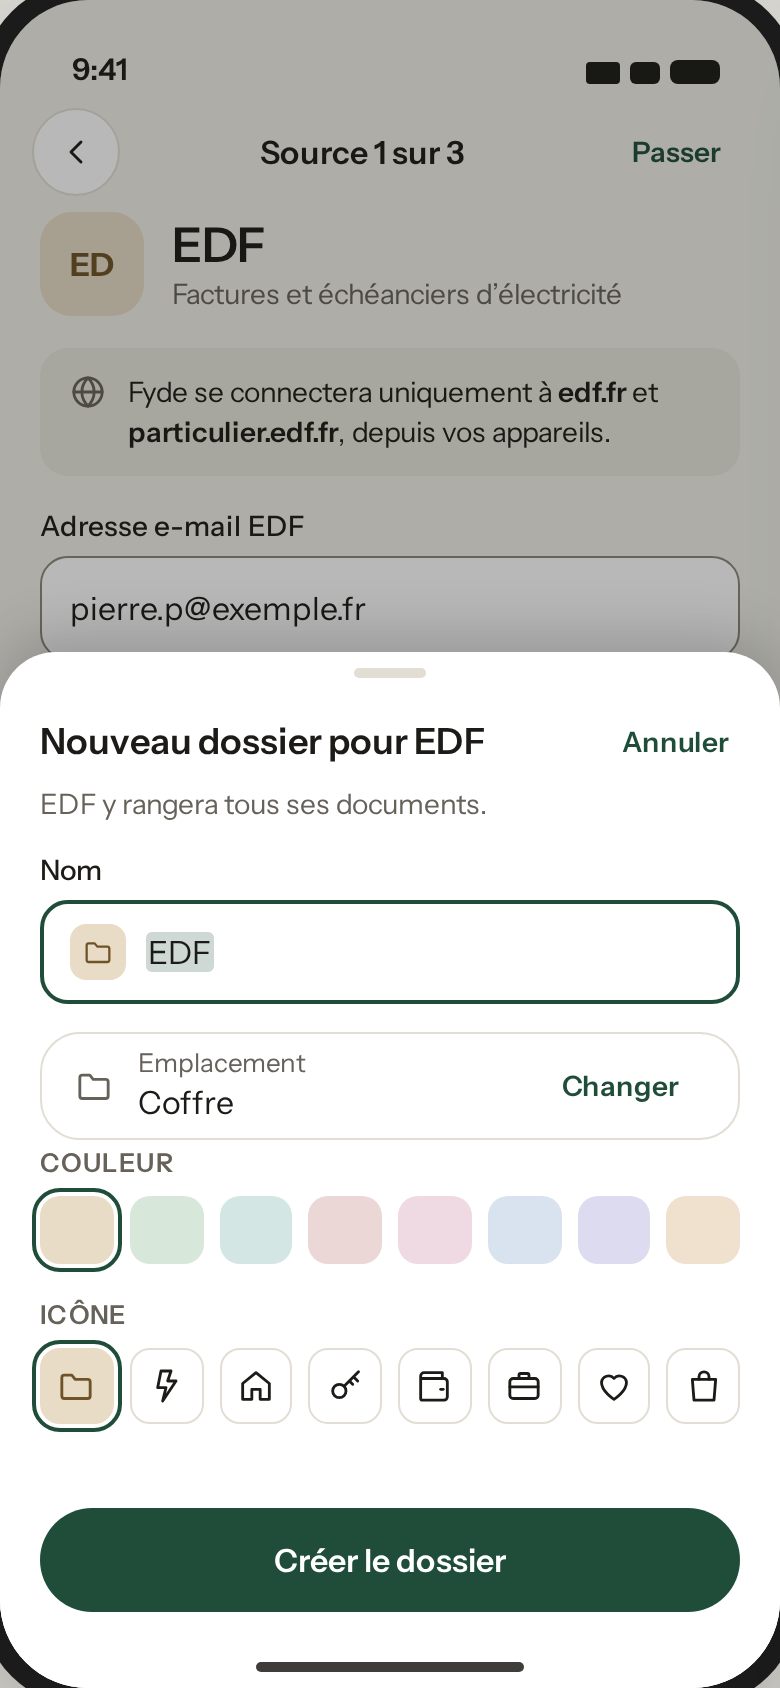 9:41
Source 1 sur 3
Passer
ED
EDF
Factures et échéanciers d’électricité
Fyde se connectera uniquement à edf.fr et
particulier.edf.fr, depuis vos appareils.
Adresse e-mail EDF
pierre.p@exemple.fr
Nouveau dossier pour EDF
Annuler
EDF y rangera tous ses documents.
Nom
EDF
Emplacement
Coffre
Changer
COULEUR
ICÔNE
Créer le dossier